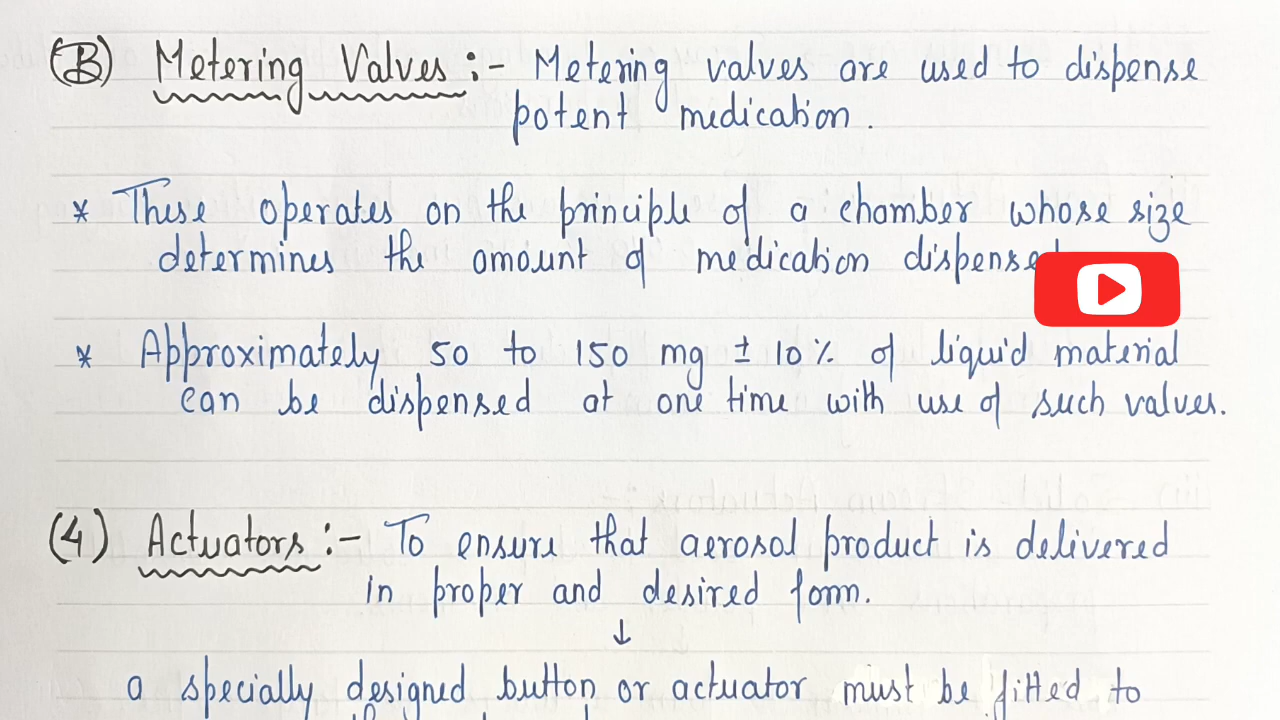 (B) Metering Valves :- Metering valves are used to dispense
potent medication.
* These operates on the principle of a chamber whose size
determines the amount of medication dispensed
* Approximately 50 to 150 mg ± 10% of liquid material
can be dispensed at one time with use of such valves.
(4) Actuators :- To ensure that aerosol product is delivered
in proper and desired form.
↓
a specially designed button or actuator must be fitted to